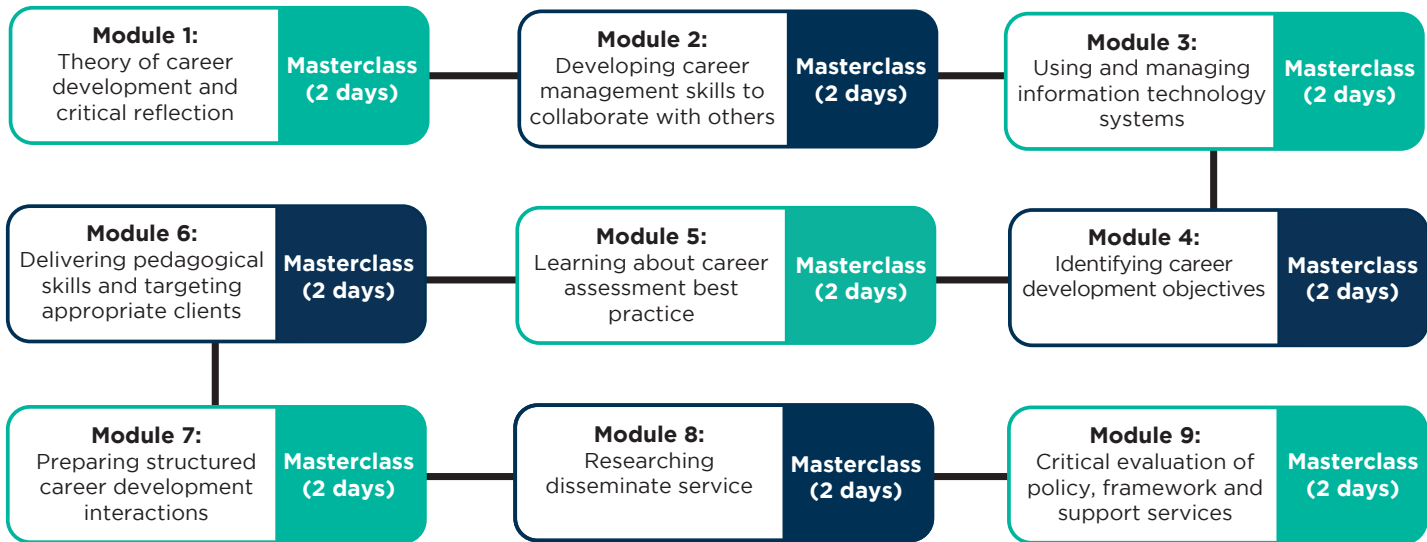 Module 1:
Theory of career
development and
critical reflection
Masterclass
(2 days)
Module 2:
Developing career
management skills to
collaborate with others
Masterclass
(2 days)
Module 3:
Using and managing
information technology
systems
Masterclass
(2 days)
Module 4:
Identifying career
development objectives
Masterclass
(2 days)
Module 5:
Learning about career
assessment best
practice
Masterclass
(2 days)
Module 6:
Delivering pedagogical
skills and targeting
appropriate clients
Masterclass
(2 days)
Module 7:
Preparing structured
career development
interactions
Masterclass
(2 days)
Module 8:
Researching
disseminate service
Masterclass
(2 days)
Module 9:
Critical evaluation of
policy, framework and
support services
Masterclass
(2 days)